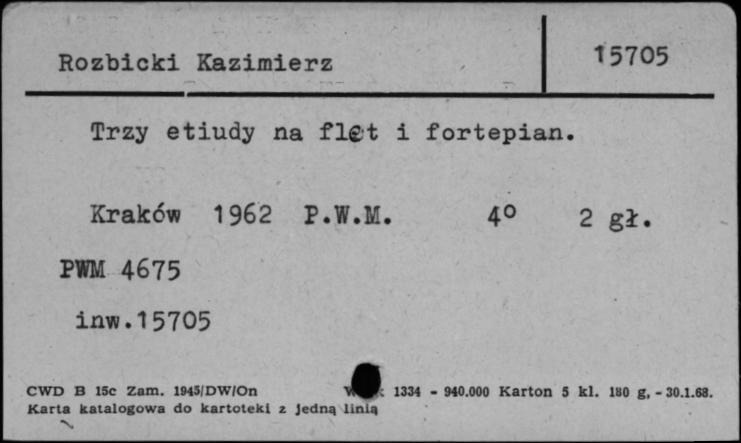 Rozbicki Kazimierz 15705
Trzy etiudy na flet i fortepian.
Kraków 1962 P.W.M. 4º 2 gł.
PWM 4675
inw.15705
CWD B 15c Zam. 1945/DW/On 1334 - 940.000 Karton 5 kl. 180 g, - 30.1.68.
Karta katalogowa do kartoteki z jedną linią